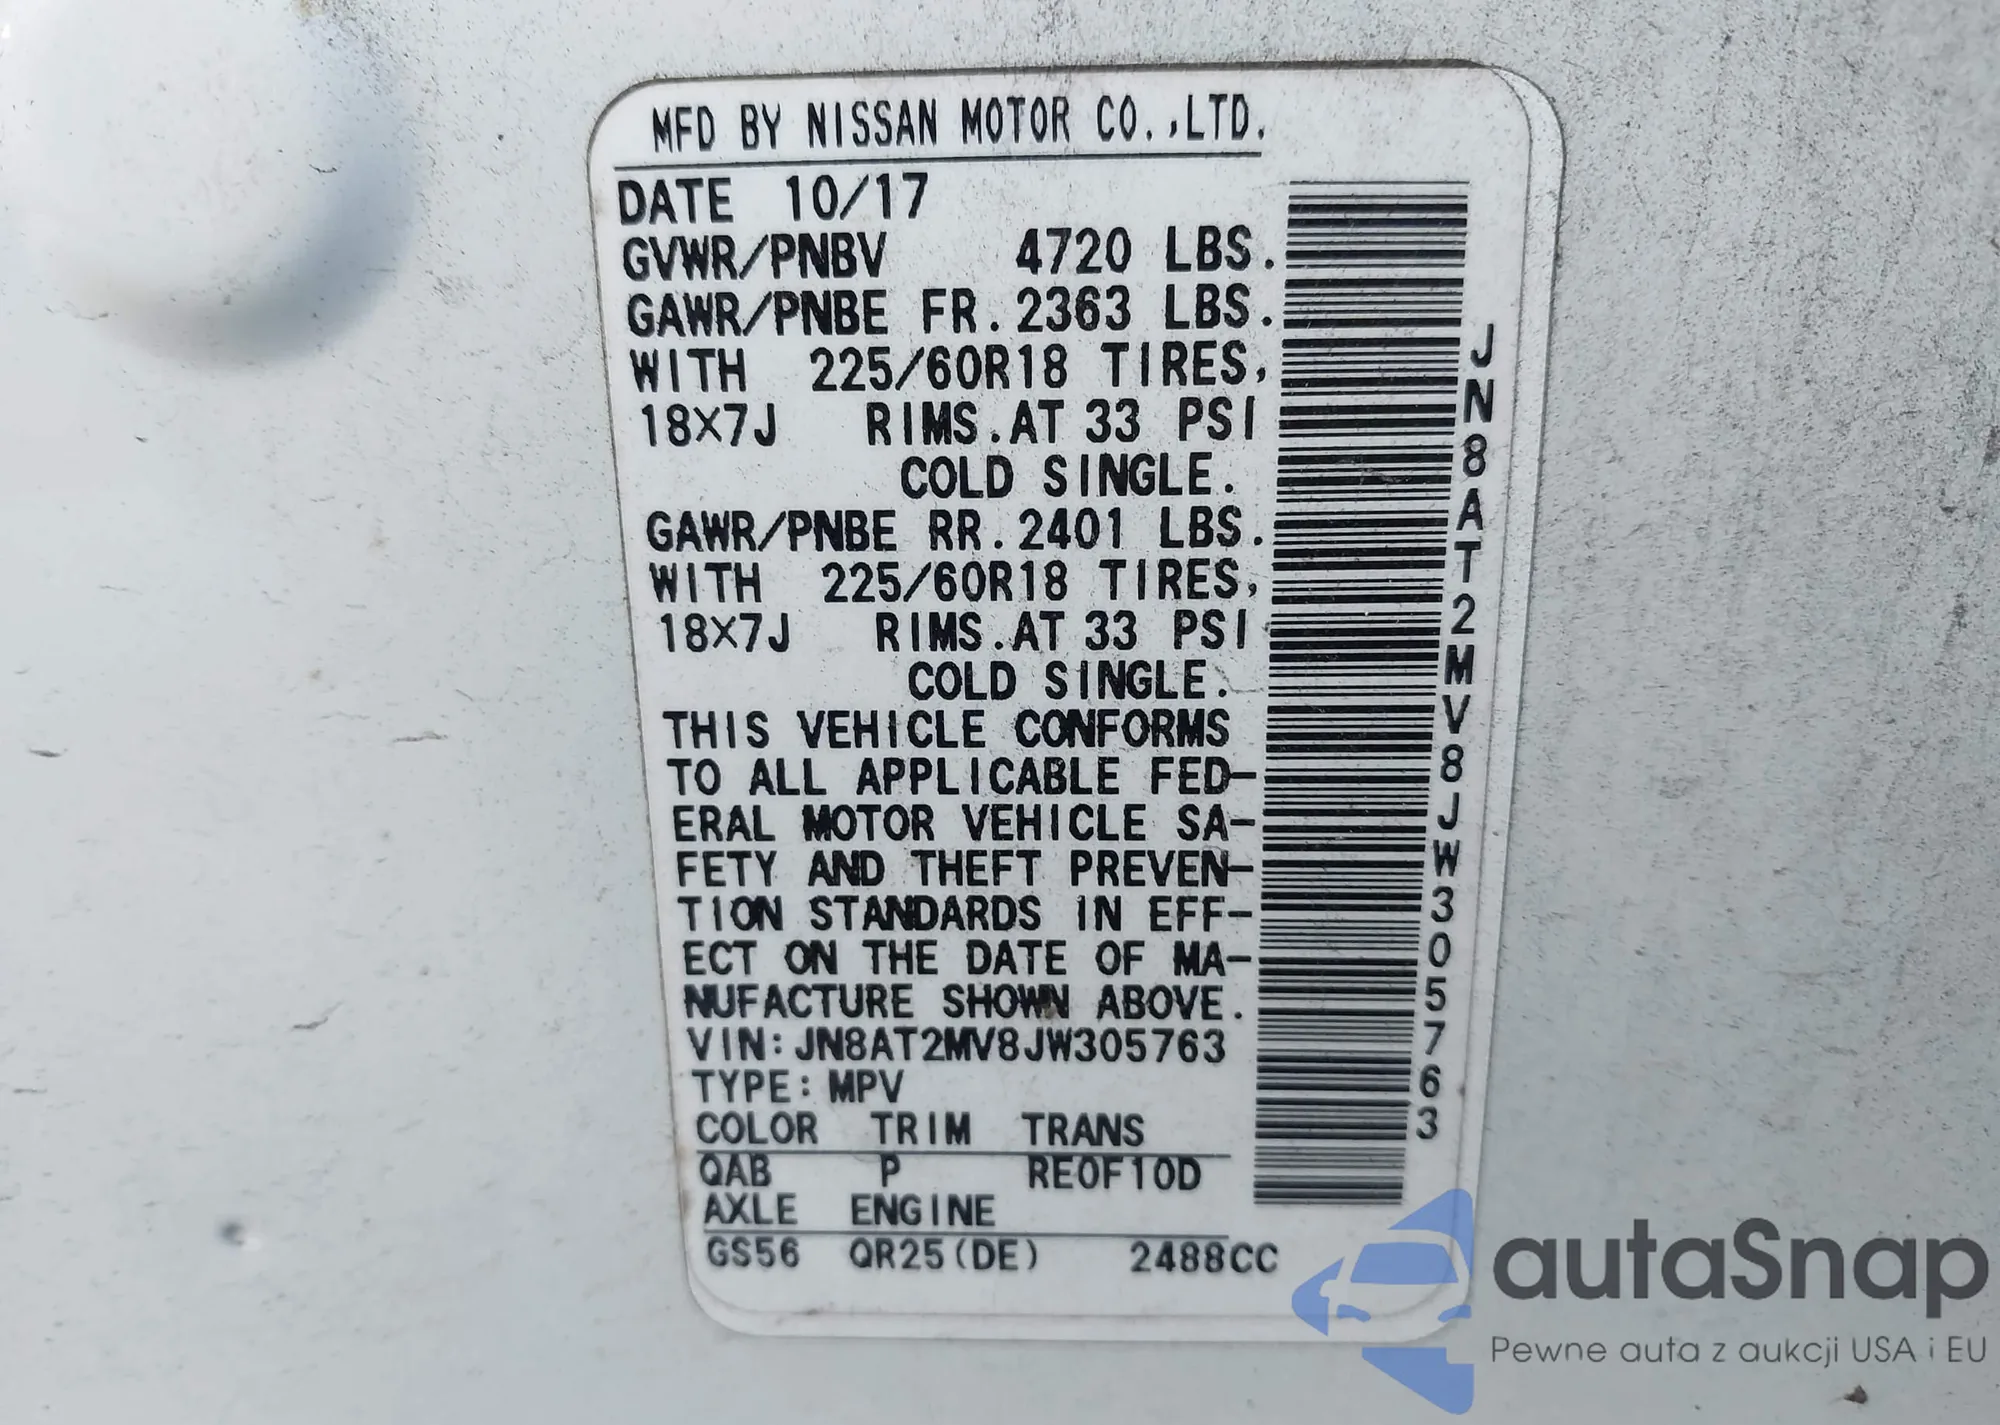 MFD BY NISSAN MOTOR CO.,LTD.
DATE 10/17
GVWR/PNBV 4720 LBS.
GAWR/PNBE FR.2363 LBS.
WITH 225/60R18 TIRES,
18X7J RIMS.AT 33 PSI
COLD SINGLE.
GAWR/PNBE RR.2401 LBS.
WITH 225/60R18 TIRES,
18X7J RIMS.AT 33 PSI
COLD SINGLE.
THIS VEHICLE CONFORMS
TO ALL APPLICABLE FED-
ERAL MOTOR VEHICLE SA-
FETY AND THEFT PREVEN-
TION STANDARDS IN EFF-
ECT ON THE DATE OF MA-
NUFACTURE SHOWN ABOVE.
VIN:JN8AT2MV8JW305763
TYPE:MPV
COLOR TRIM TRANS
QAB P RE0F10D
AXLE ENGINE
GS56 QR25(DE) 2488CC
JN8AT2MV8JW305763
autaSnap
Pewne auta z aukcji USA i EU